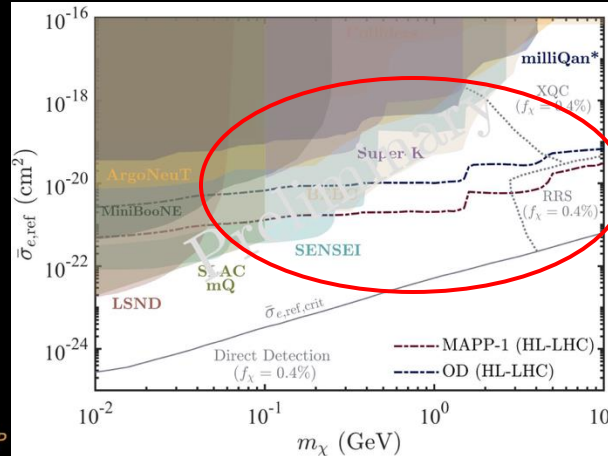 10^-16
10^-18
10^-20
10^-22
10^-24
σ̄e,ref (cm²)
milliQan*
XQC
(fχ = 0.4%)
Super-K
ArgoNeuT
MiniBooNE
RRS
(fχ = 0.4%)
Preliminary
SENSEI
SLAC
mQ
LSND
σ̄e,ref,crit
Direct Detection
(fχ = 0.4%)
MAPP-1 (HL-LHC)
OD (HL-LHC)
10^-2
10^-1
10^0
10
mχ (GeV)
P